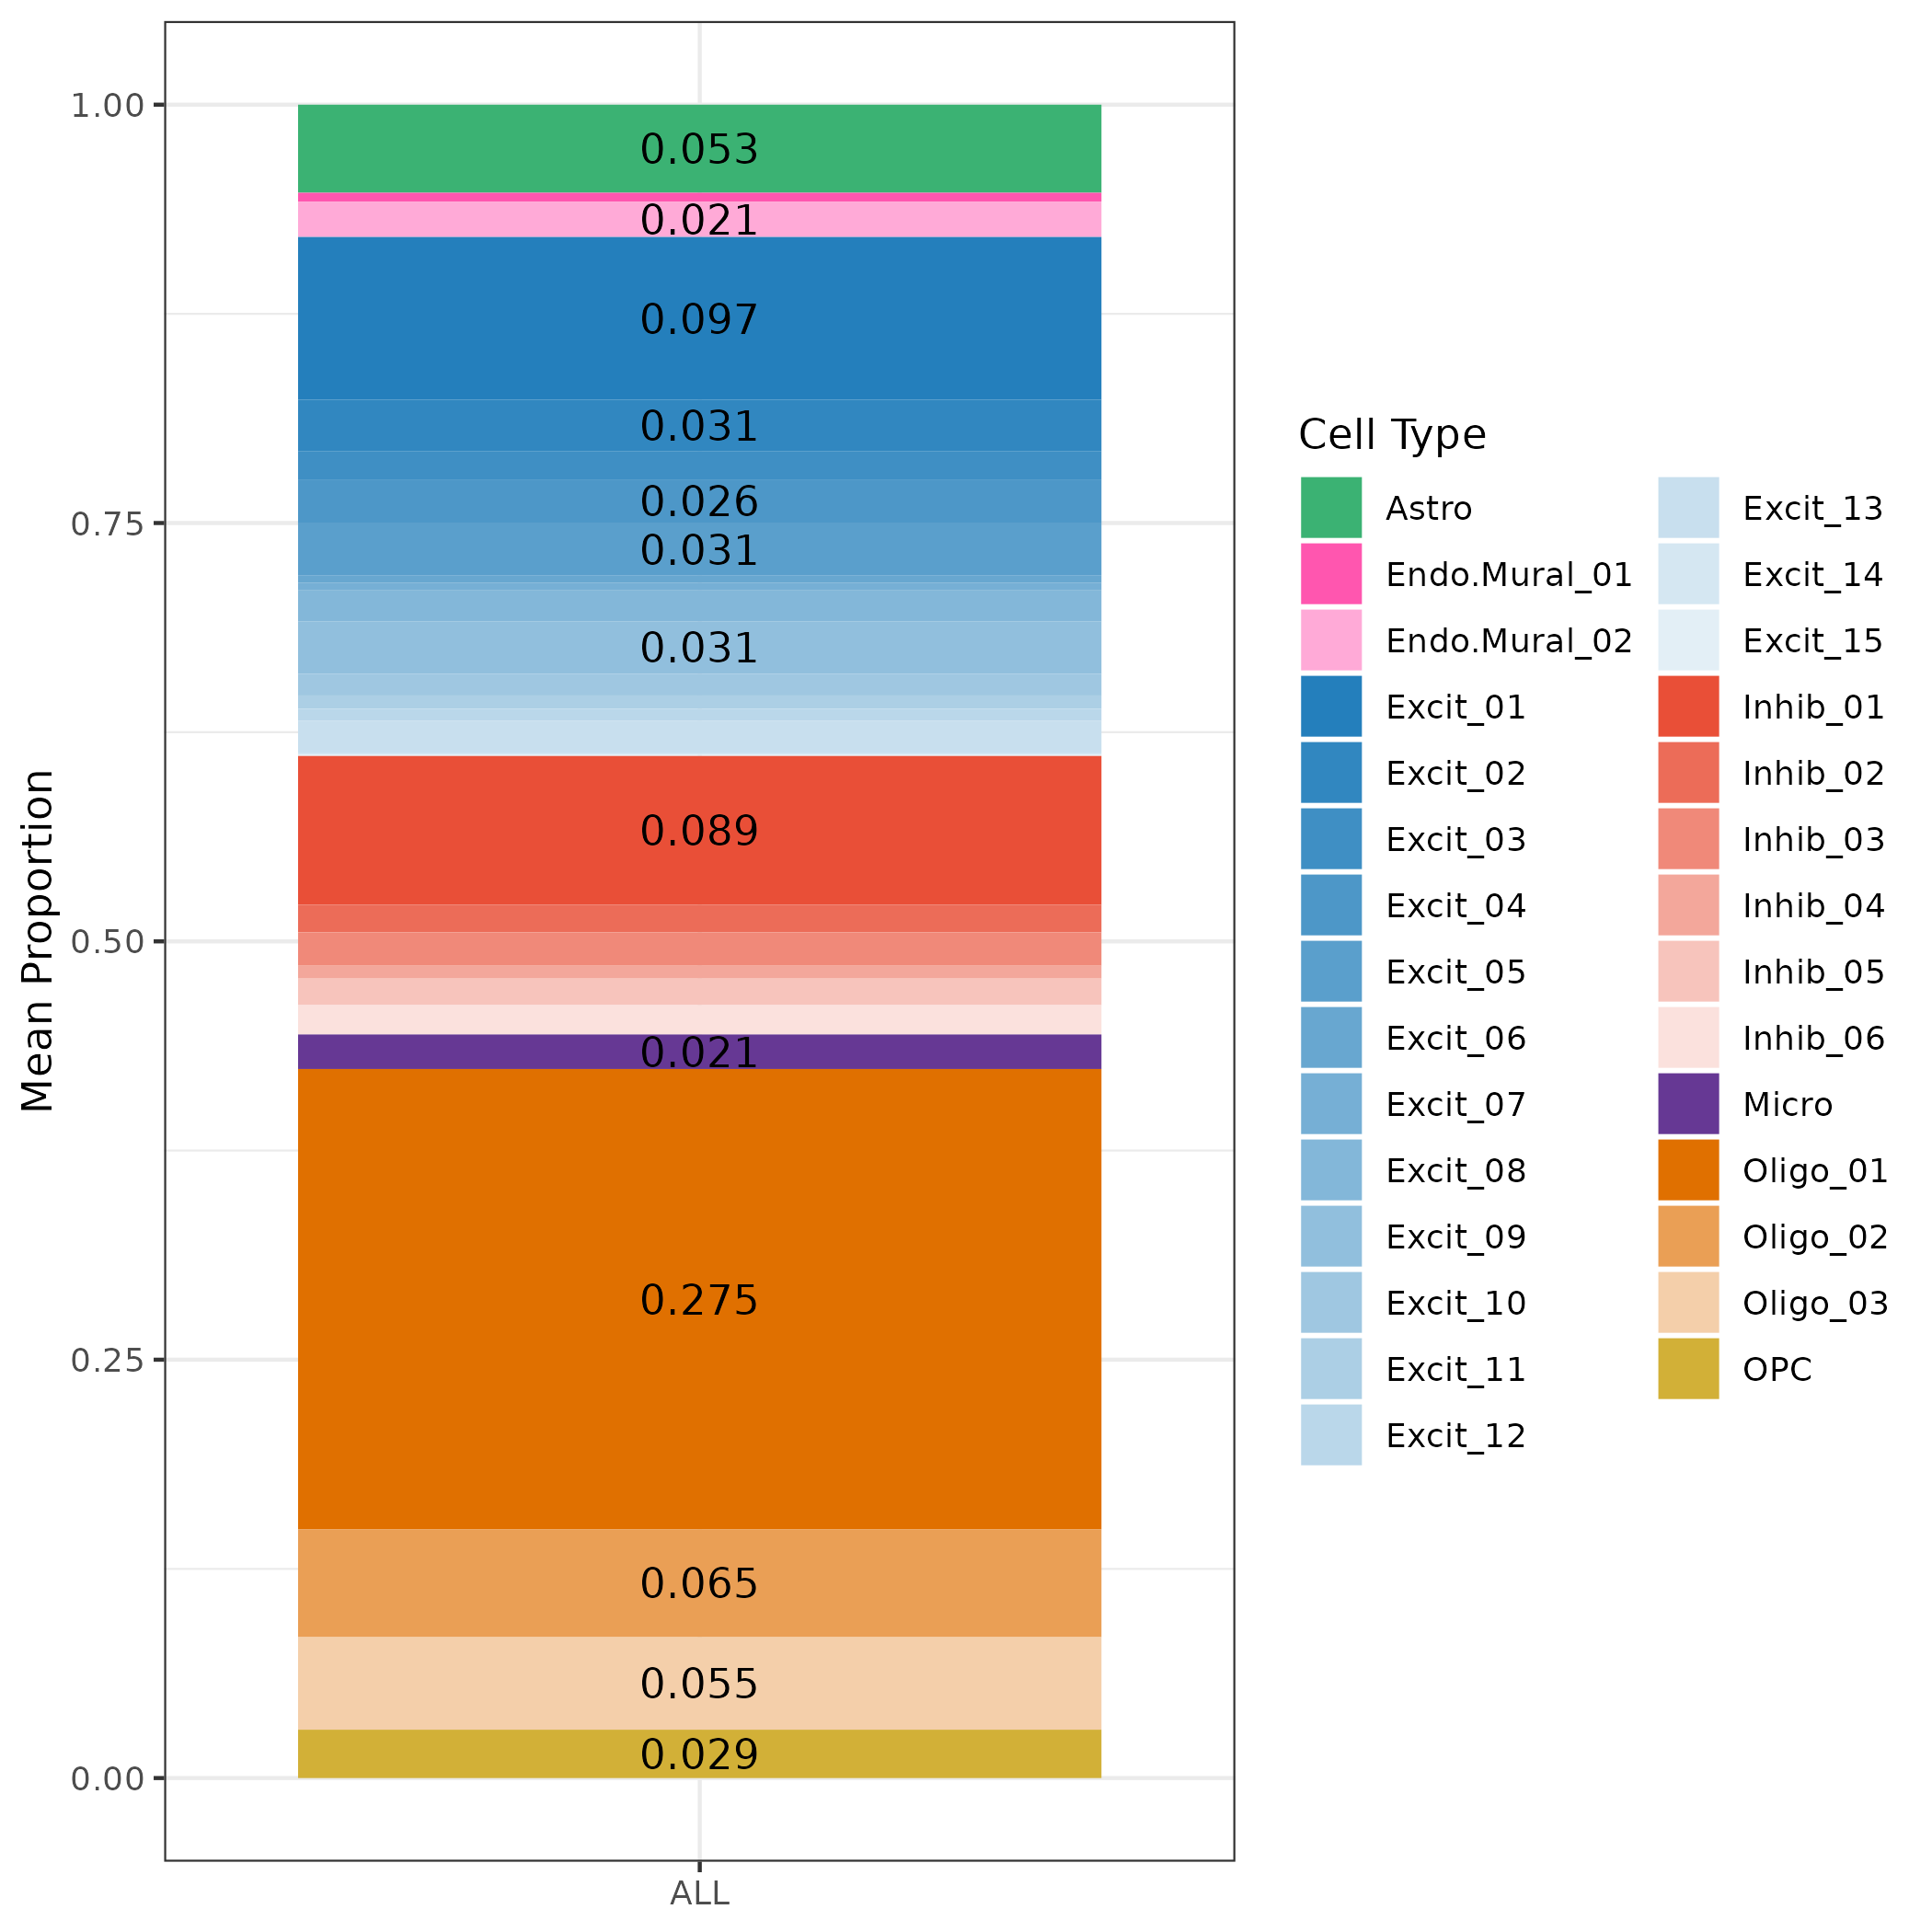 Mean Proportion
1.00
0.75
0.50
0.25
0.00
0.053
0.021
0.097
0.031
0.026
0.031
0.031
0.089
0.021
0.275
0.065
0.055
0.029
ALL
Cell Type
Astro
Endo.Mural_01
Endo.Mural_02
Excit_01
Excit_02
Excit_03
Excit_04
Excit_05
Excit_06
Excit_07
Excit_08
Excit_09
Excit_10
Excit_11
Excit_12
Excit_13
Excit_14
Excit_15
Inhib_01
Inhib_02
Inhib_03
Inhib_04
Inhib_05
Inhib_06
Micro
Oligo_01
Oligo_02
Oligo_03
OPC